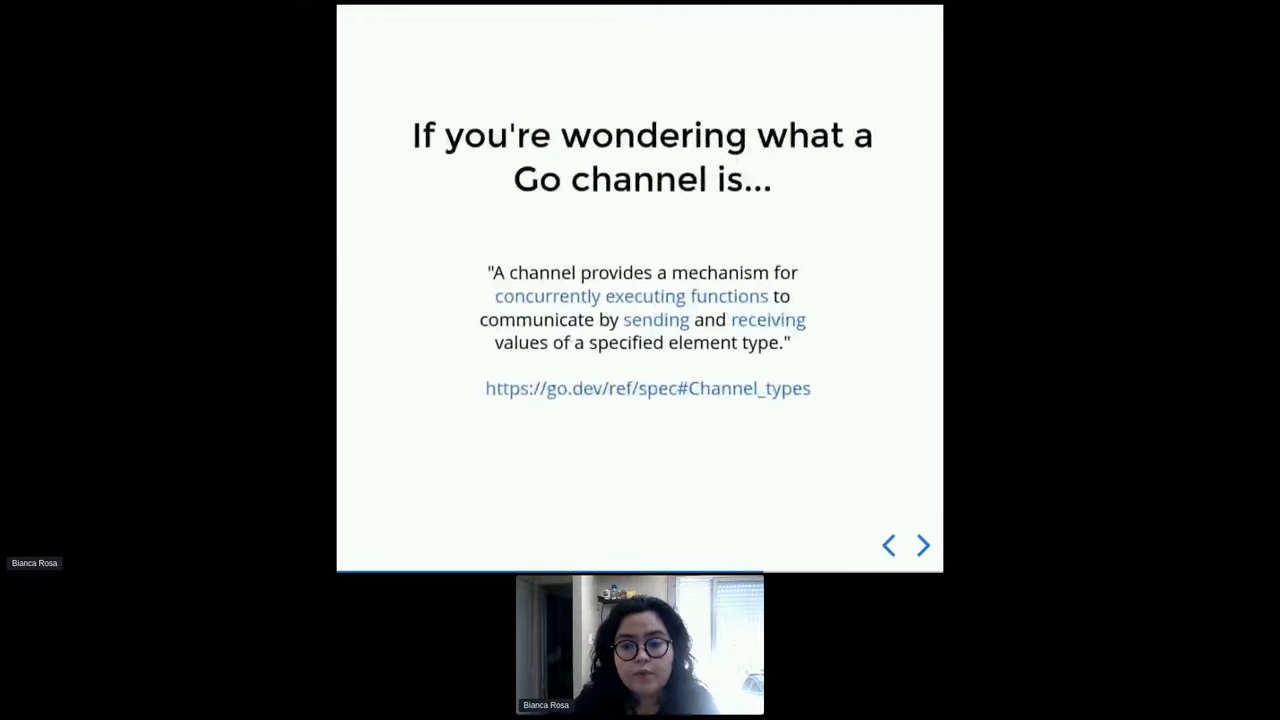 If you're wondering what a
Go channel is...
"A channel provides a mechanism for
concurrently executing functions to
communicate by sending and receiving
values of a specified element type."
https://go.dev/ref/spec#Channel_types
Bianca Rosa
Bianca Rosa